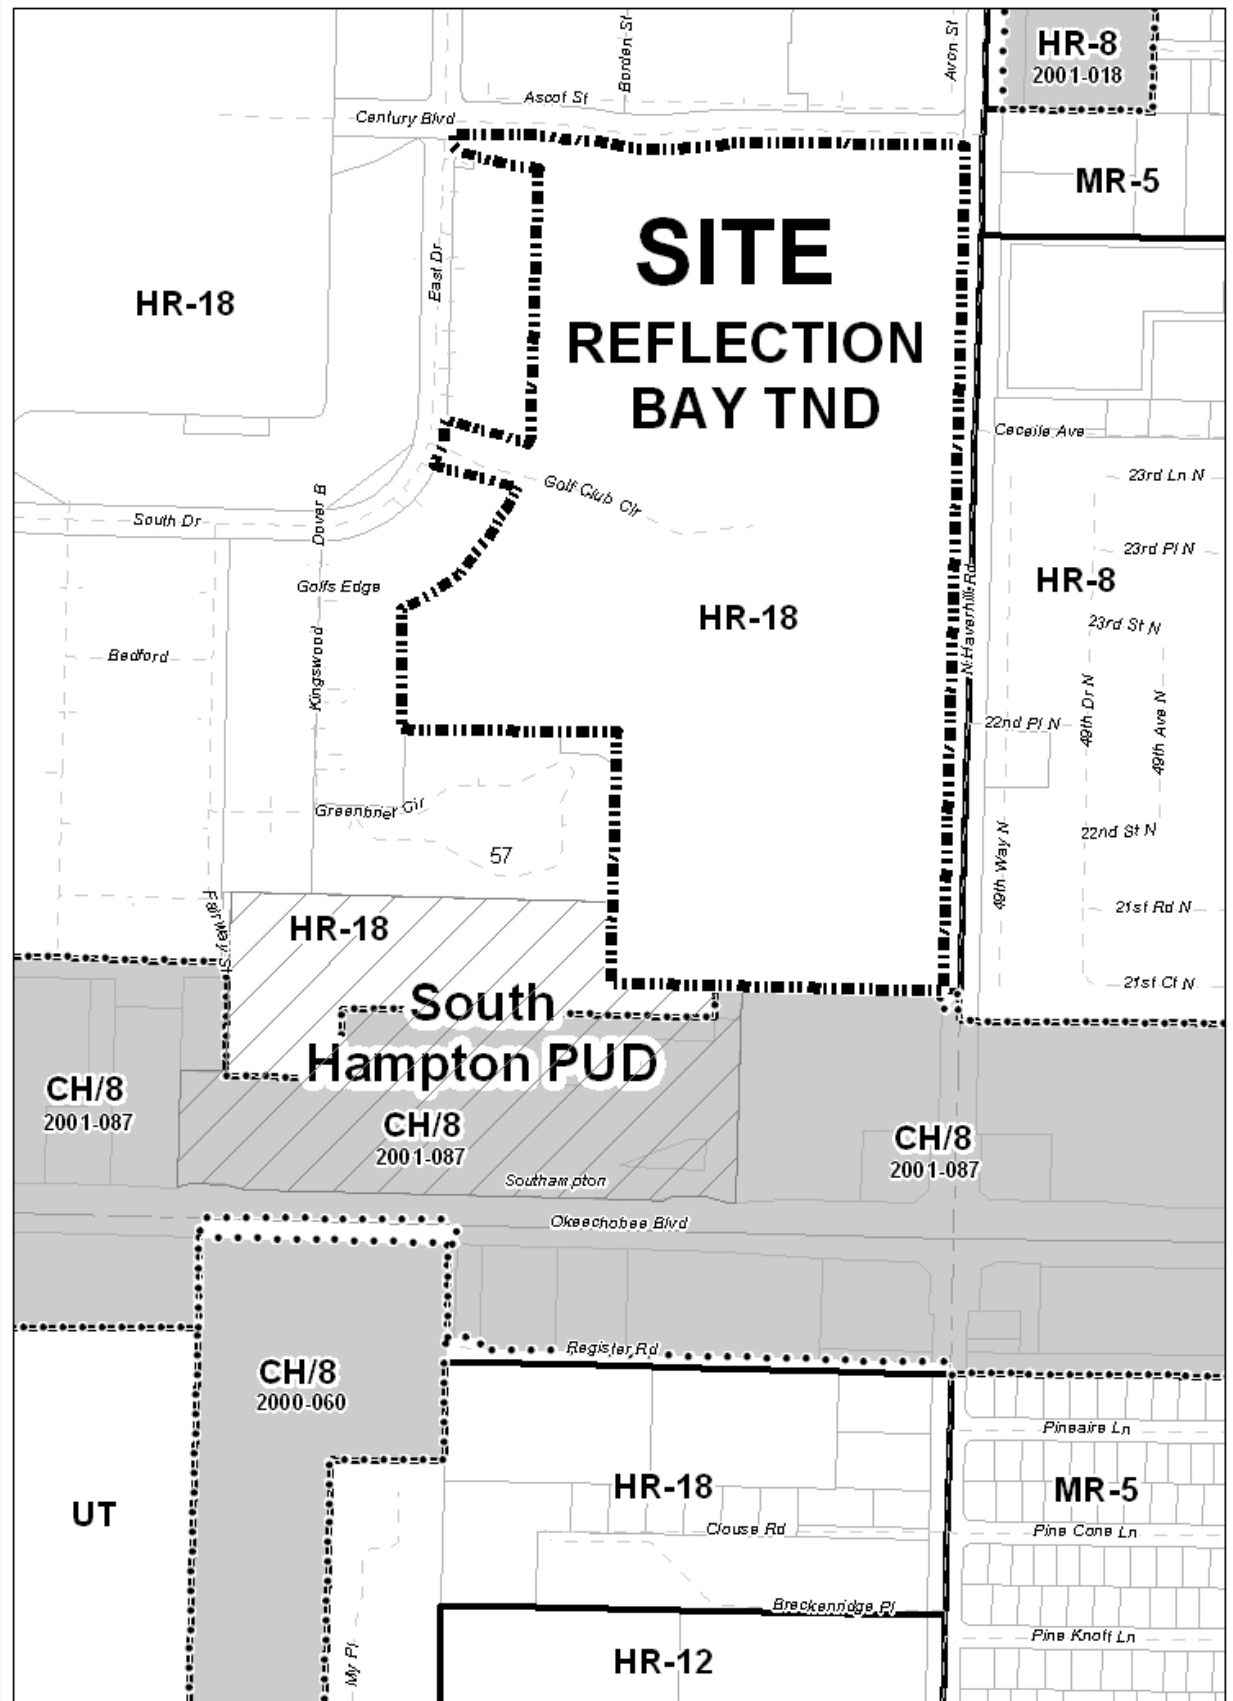 Borden St
Avon St
HR-8
2001-018
Ascot St
Century Blvd
MR-5
SITE
REFLECTION
BAY TND
East Dr
HR-18
Cecelia Ave
23rd Ln N
Golf Club Cir
Dover B
South Dr
23rd Pl N
HR-8
Golfs Edge
HR-18
N Haverhill Rd
23rd St N
Bedford
Kingswood
49th Dr N
49th Ave N
22nd Pl N
Greenbrier Cir
22nd St N
57
49th Way N
21st Rd N
Fairway St
HR-18
21st Ct N
South
Hampton PUD
CH/8
2001-087
CH/8
2001-087
CH/8
2001-087
Southampton
Okeechobee Blvd
Register Rd
CH/8
2000-060
Pineaire Ln
HR-18
MR-5
UT
Clouse Rd
Pine Cone Ln
Breckenridge Pl
Pine Knott Ln
My Pl
HR-12